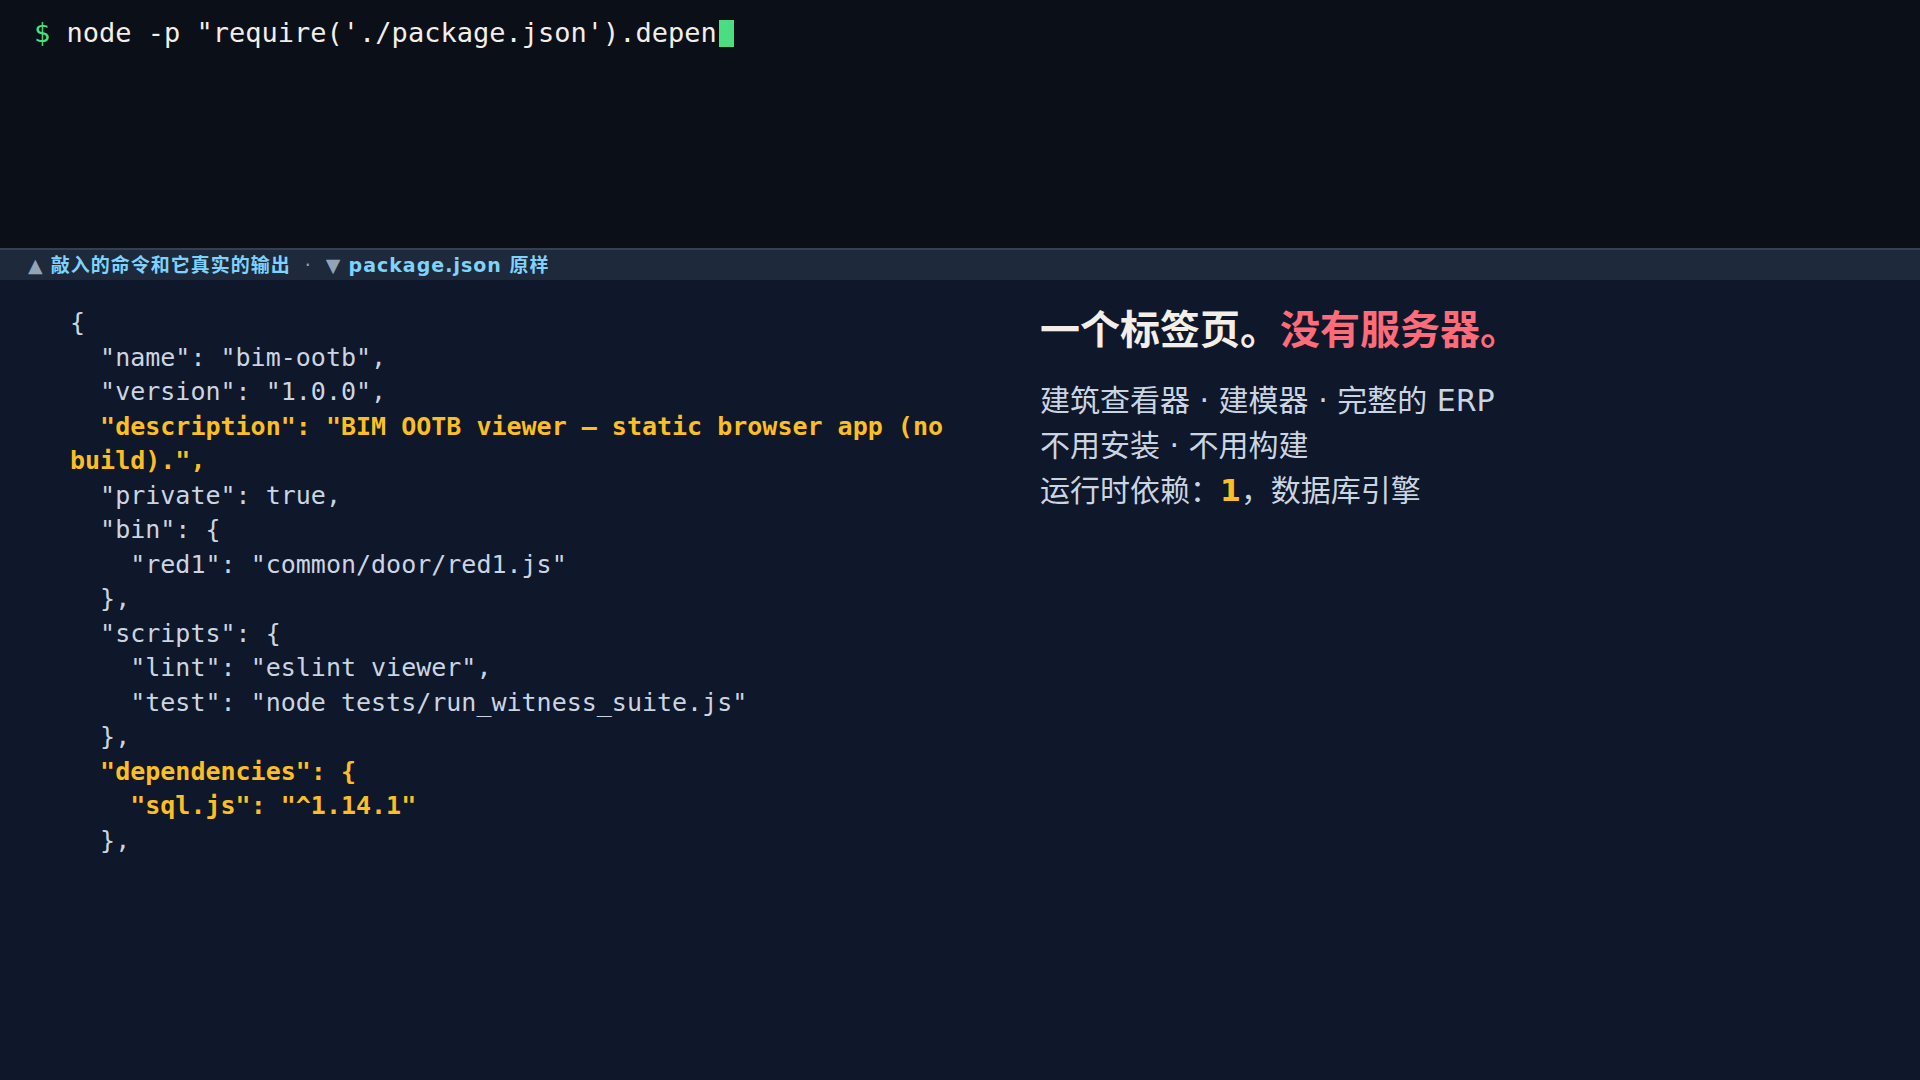 $ node -p "require('./package.json').depen
▲ 敲入的命令和它真实的输出 · ▼ package.json 原样
{
  "name": "bim-ootb",
  "version": "1.0.0",
  "description": "BIM OOTB viewer — static browser app (no
build).",
  "private": true,
  "bin": {
    "red1": "common/door/red1.js"
  },
  "scripts": {
    "lint": "eslint viewer",
    "test": "node tests/run_witness_suite.js"
  },
  "dependencies": {
    "sql.js": "^1.14.1"
  },
一个标签页。没有服务器。
建筑查看器 · 建模器 · 完整的 ERP
不用安装 · 不用构建
运行时依赖：1，数据库引擎